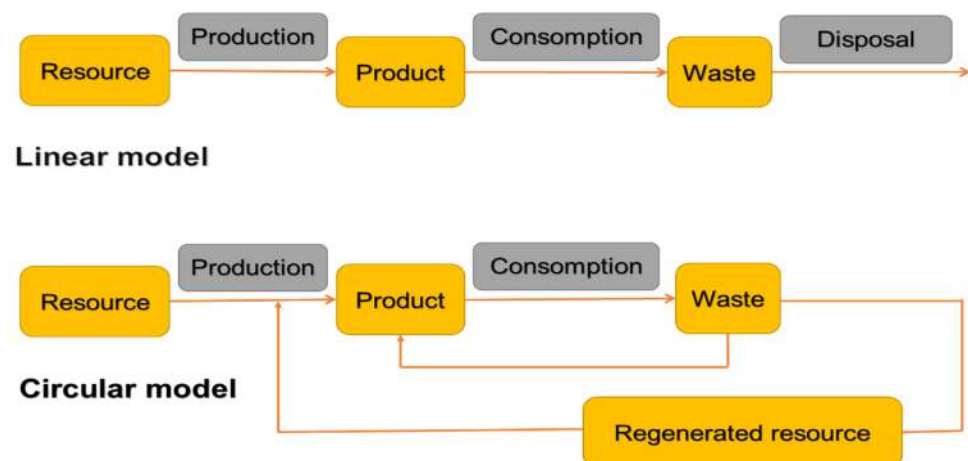 Production
Consomption
Disposal
Resource
Product
Waste
Linear model
Production
Consomption
Resource
Product
Waste
Circular model
Regenerated resource